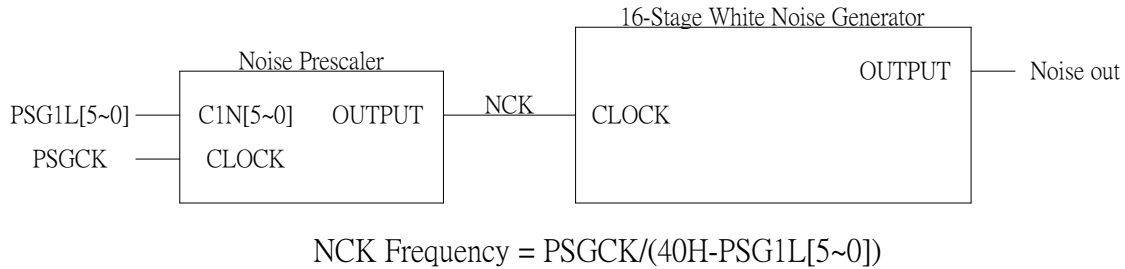 16-Stage White Noise Generator
Noise Prescaler
OUTPUT
Noise out
PSG1L[5~0]
C1N[5~0]
OUTPUT
NCK
CLOCK
PSGCK
CLOCK
NCK Frequency = PSGCK/(40H-PSG1L[5~0])